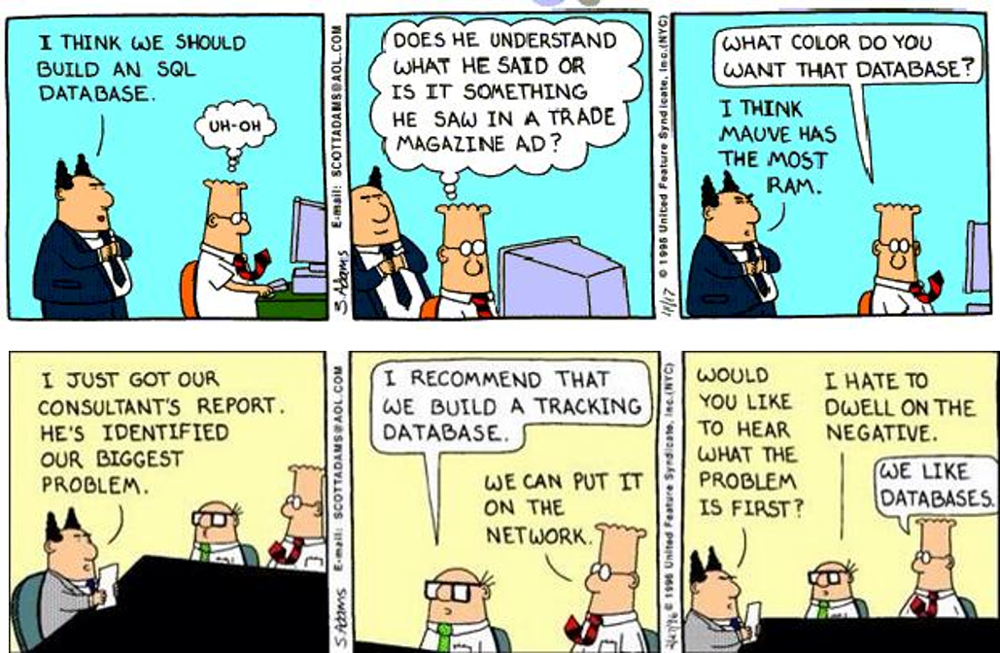 I THINK WE SHOULD
BUILD AN SQL
DATABASE.
UH-OH
E-mail: SCOTTADAMS@AOL.COM
S.Adams
DOES HE UNDERSTAND
WHAT HE SAID OR
IS IT SOMETHING
HE SAW IN A TRADE
MAGAZINE AD?
© 1995 United Feature Syndicate, Inc.(NYC)
WHAT COLOR DO YOU
WANT THAT DATABASE?
I THINK
MAUVE HAS
THE MOST
RAM.
I JUST GOT OUR
CONSULTANT'S REPORT.
HE'S IDENTIFIED
OUR BIGGEST
PROBLEM.
E-mail: SCOTTADAMS@AOL.COM
S.Adams
I RECOMMEND THAT
WE BUILD A TRACKING
DATABASE.
WE CAN PUT IT
ON THE
NETWORK.
© 1996 United Feature Syndicate, Inc.(NYC)
WOULD
YOU LIKE
TO HEAR
WHAT THE
PROBLEM
IS FIRST?
I HATE TO
DWELL ON THE
NEGATIVE.
WE LIKE
DATABASES.